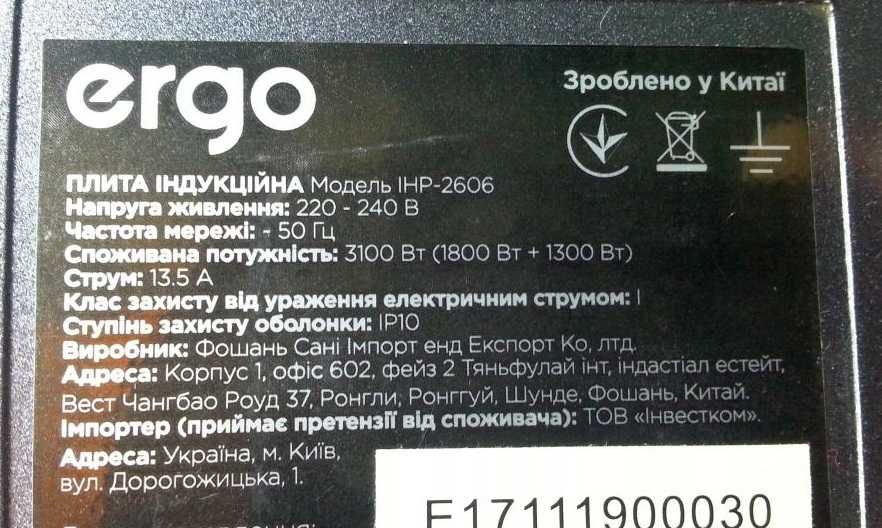 ergo
Зроблено у Китаї
ПЛИТА ІНДУКЦІЙНА Модель IHP-2606
Напруга живлення: 220 - 240 В
Частота мережі: ~ 50 Гц
Споживана потужність: 3100 Вт (1800 Вт + 1300 Вт)
Струм: 13.5 А
Клас захисту від ураження електричним струмом: I
Ступінь захисту оболонки: IP10
Виробник: Фошань Сані Імпорт енд Експорт Ко, лтд.
Адреса: Корпус 1, офіс 602, фейз 2 Тяньфулай інт, індастіал естейт,
Вест Чангбао Роуд 37, Ронгли, Ронггуй, Шунде, Фошань, Китай.
Імпортер (приймає претензії від споживача): ТОВ «Інвестком».
Адреса: Україна, м. Київ,
вул. Дорогожицька, 1.
E17111900030